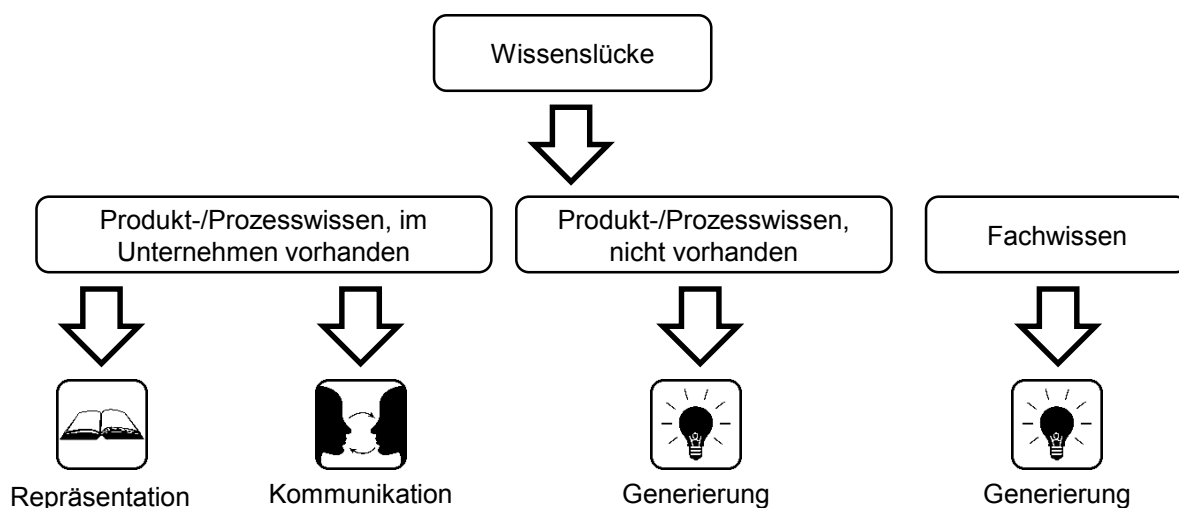 Wissenslücke
Produkt-/Prozesswissen, im
Unternehmen vorhanden
Produkt-/Prozesswissen,
nicht vorhanden
Fachwissen
Repräsentation
Kommunikation
Generierung
Generierung